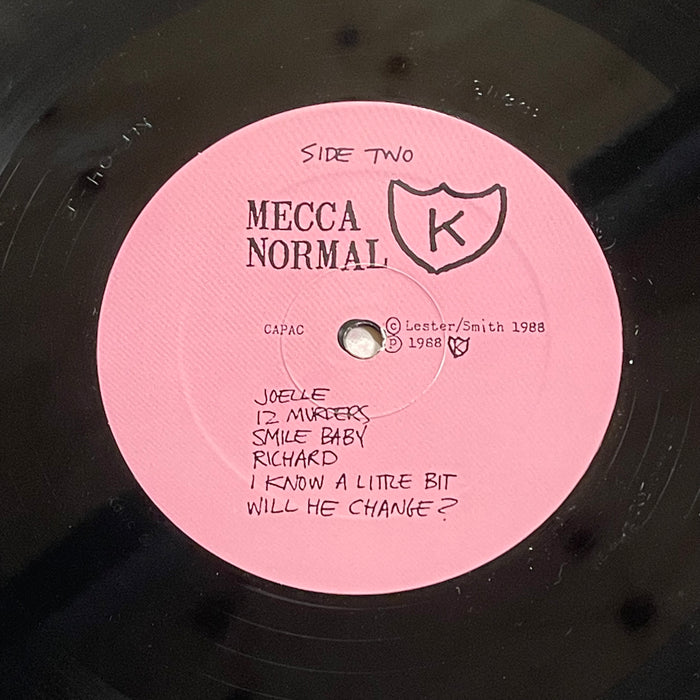 SIDE TWO
MECCA
NORMAL
K
CAPAC
© Lester/Smith 1988
℗ 1988 K
JOELLE
12 MURDERS
SMILE BABY
RICHARD
I KNOW A LITTLE BIT
WILL HE CHANGE?